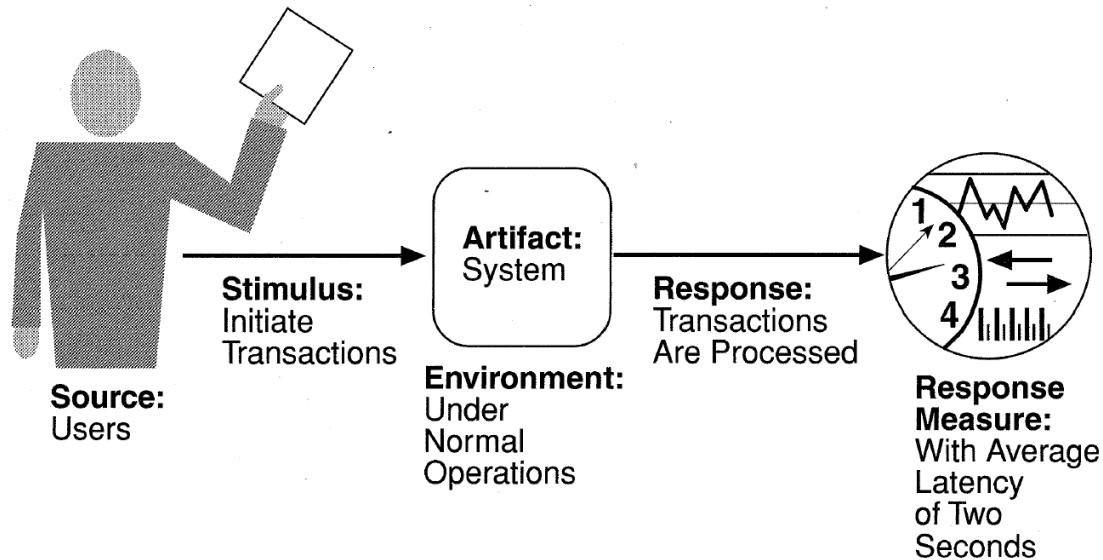 Source:
Users
Stimulus:
Initiate
Transactions
Artifact:
System
Environment:
Under
Normal
Operations
Response:
Transactions
Are Processed
1
2
3
4
Response
Measure:
With Average
Latency
of Two
Seconds